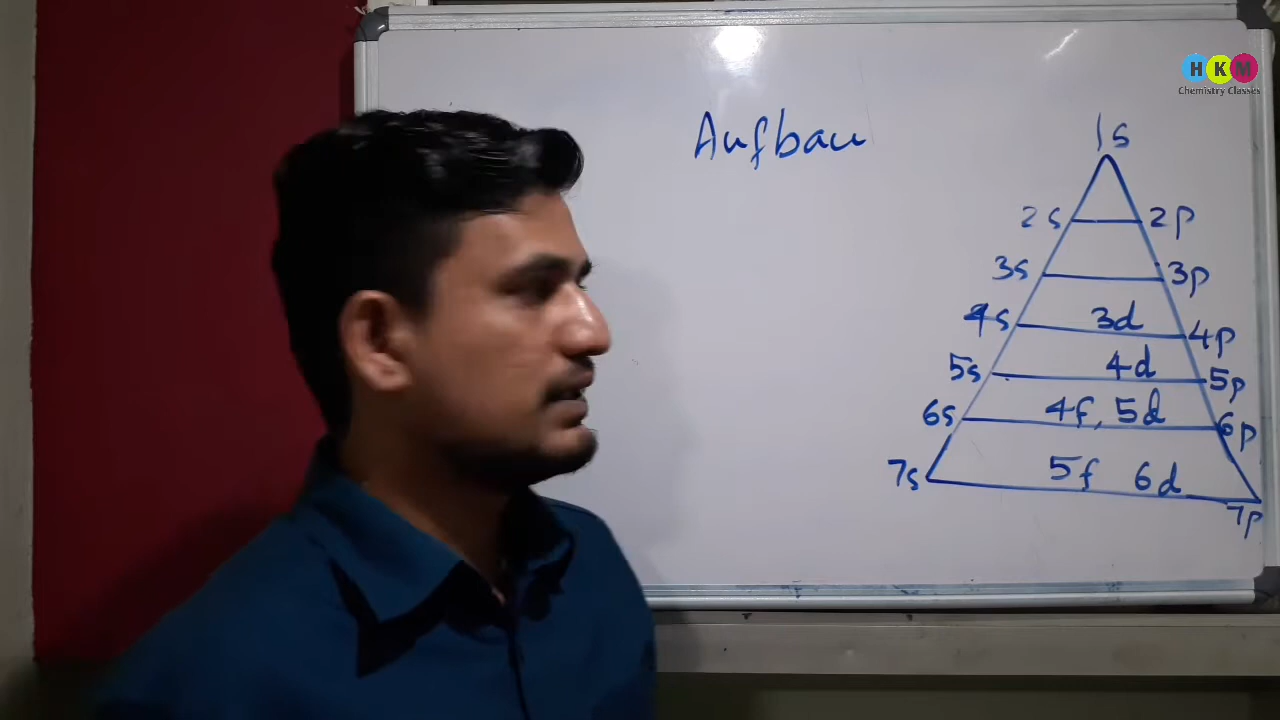 HKM
Chemistry Classes
Aufbau
1s
2s 2p
3s 3p
4s 3d 4p
5s 4d 5p
6s 4f, 5d 6p
7s 5f 6d 7p